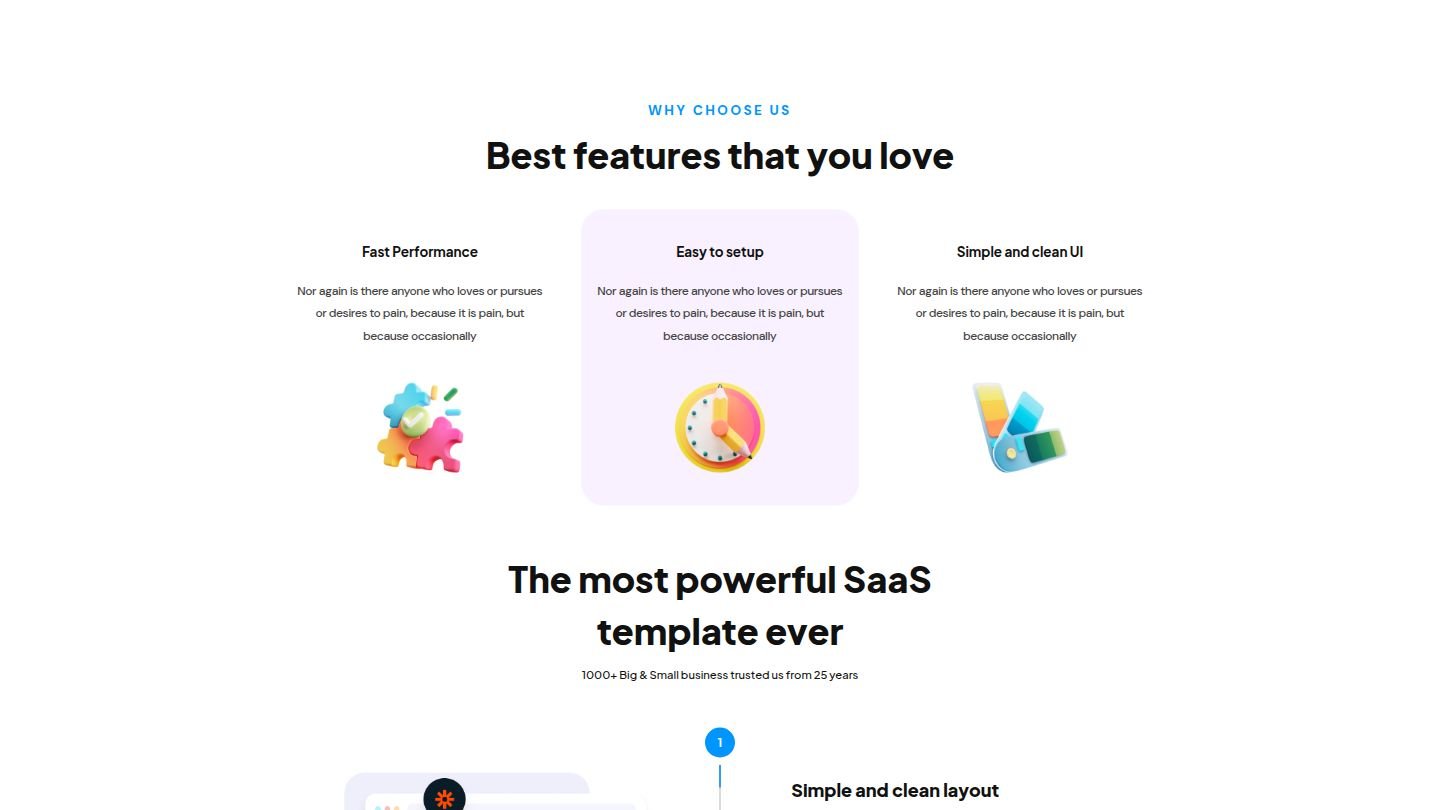 WHY CHOOSE US
Best features that you love
Fast Performance
Nor again is there anyone who loves or pursues
or desires to pain, because it is pain, but
because occasionally
Easy to setup
Nor again is there anyone who loves or pursues
or desires to pain, because it is pain, but
because occasionally
Simple and clean UI
Nor again is there anyone who loves or pursues
or desires to pain, because it is pain, but
because occasionally
The most powerful SaaS
template ever
1000+ Big & Small business trusted us from 25 years
1
Simple and clean layout